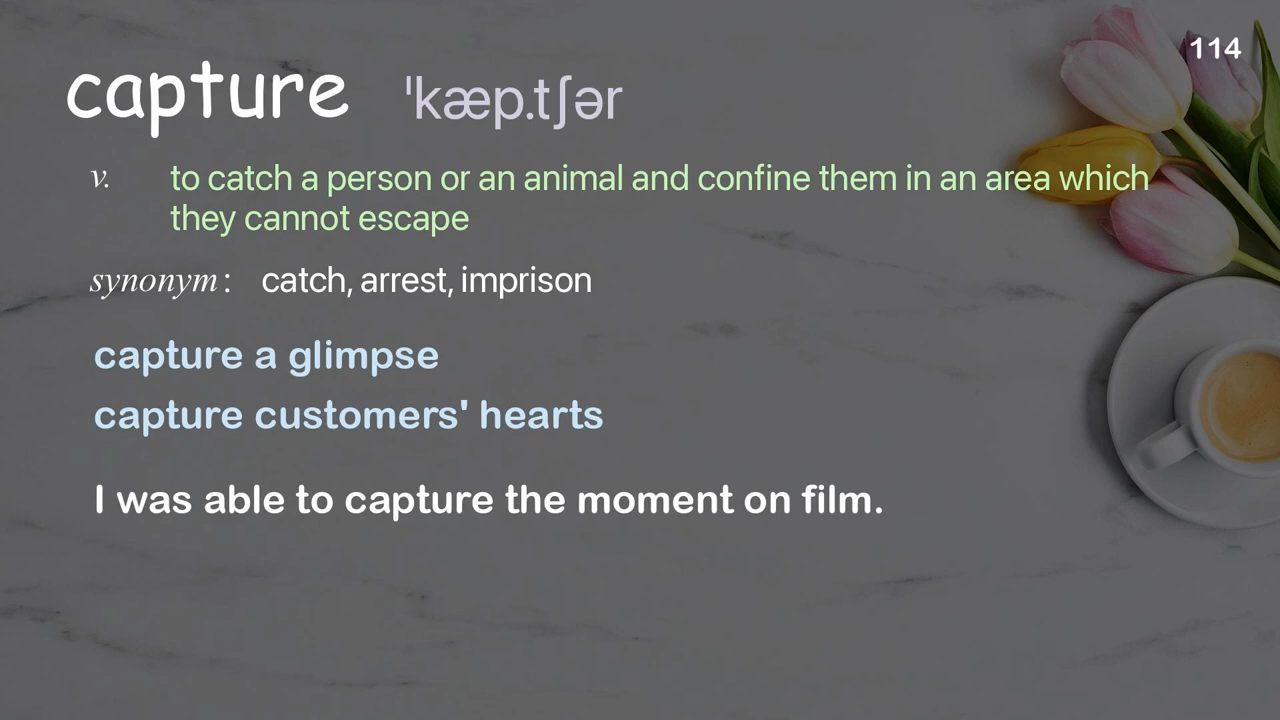 114
capture ˈkæp.tʃər
v. to catch a person or an animal and confine them in an area which
they cannot escape
synonym: catch, arrest, imprison
capture a glimpse
capture customers' hearts
I was able to capture the moment on film.